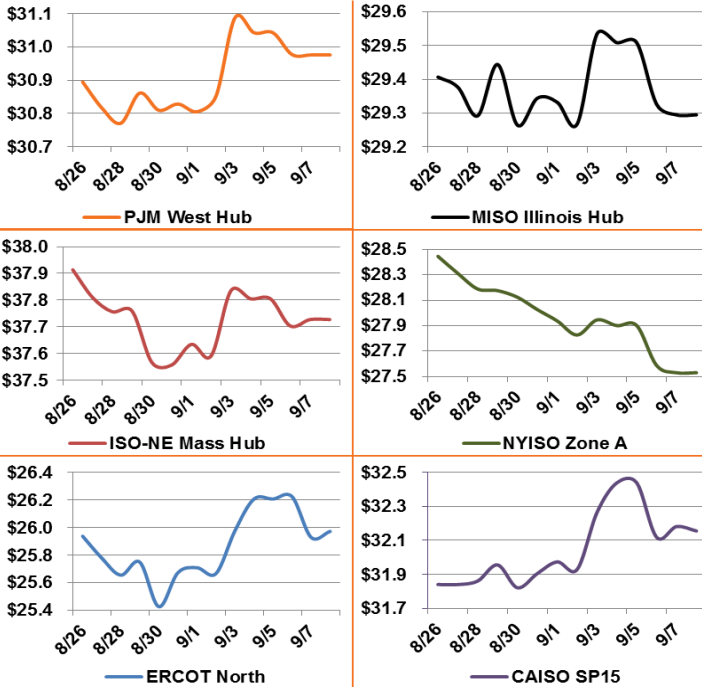 $31.1
$31.0
$30.9
$30.8
$30.7
8/26 8/28 8/30 9/1 9/3 9/5 9/7
PJM West Hub
$29.6
$29.5
$29.4
$29.3
$29.2
8/26 8/28 8/30 9/1 9/3 9/5 9/7
MISO Illinois Hub
$38.0
$37.9
$37.8
$37.7
$37.6
$37.5
8/26 8/28 8/30 9/1 9/3 9/5 9/7
ISO-NE Mass Hub
$28.5
$28.3
$28.1
$27.9
$27.7
$27.5
8/26 8/28 8/30 9/1 9/3 9/5 9/7
NYISO Zone A
$26.4
$26.2
$26.0
$25.8
$25.6
$25.4
8/26 8/28 8/30 9/1 9/3 9/5 9/7
ERCOT North
$32.5
$32.3
$32.1
$31.9
$31.7
8/26 8/28 8/30 9/1 9/3 9/5 9/7
CAISO SP15